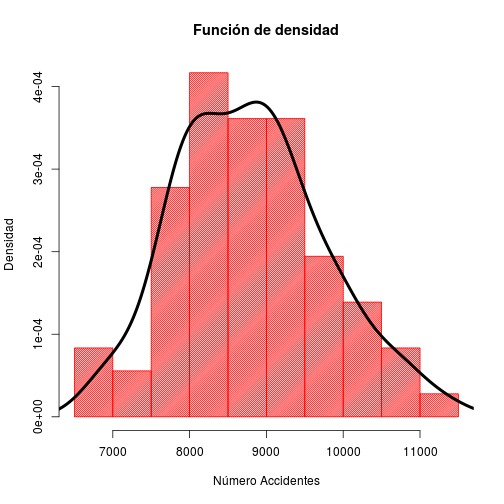 Función de densidad
Densidad
4e-04
3e-04
2e-04
1e-04
0e+00
7000 8000 9000 10000 11000
Número Accidentes